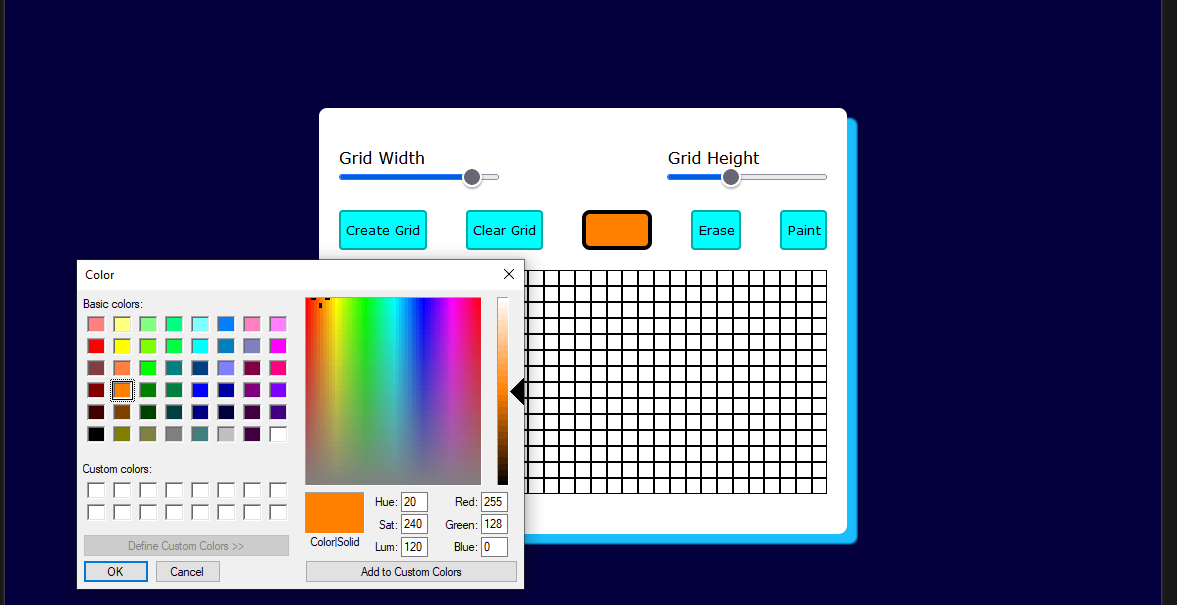 Grid Width
Grid Height
Create Grid
Clear Grid
Erase
Paint
Color
Basic colors:
Custom colors:
Define Custom Colors >>
OK
Cancel
Color|Solid
Hue: 20
Sat: 240
Lum: 120
Red: 255
Green: 128
Blue: 0
Add to Custom Colors